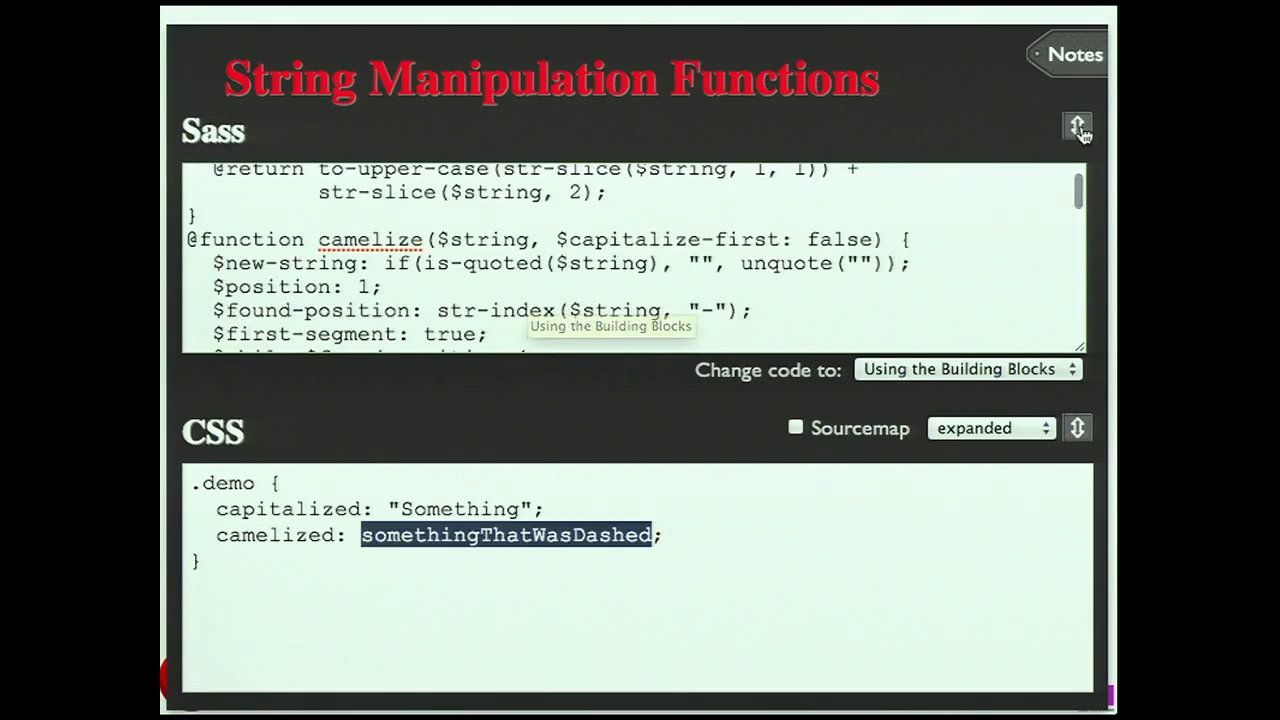 Notes
String Manipulation Functions
Sass
@return to-upper-case(str-slice($string, 1, 1)) +
str-slice($string, 2);
}
@function camelize($string, $capitalize-first: false) {
$new-string: if(is-quoted($string), "", unquote(""));
$position: 1;
$found-position: str-index($string, "-");
Using the Building Blocks
$first-segment: true;
Change code to: Using the Building Blocks
CSS
Sourcemap expanded
.demo {
capitalized: "Something";
camelized: somethingThatWasDashed;
}